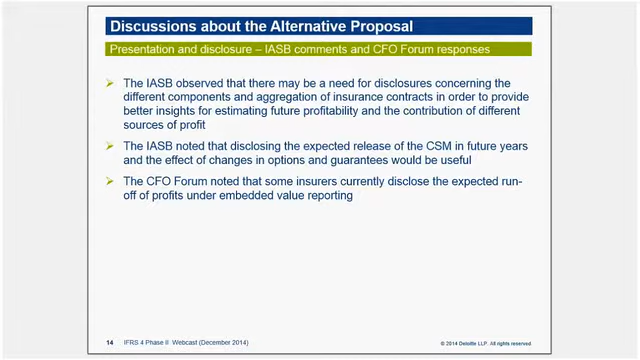 Discussions about the Alternative Proposal
Presentation and disclosure – IASB comments and CFO Forum responses
The IASB observed that there may be a need for disclosures concerning the
different components and aggregation of insurance contracts in order to provide
better insights for estimating future profitability and the contribution of different
sources of profit
The IASB noted that disclosing the expected release of the CSM in future years
and the effect of changes in options and guarantees would be useful
The CFO Forum noted that some insurers currently disclose the expected run-
off of profits under embedded value reporting
14 IFRS 4 Phase II Webcast (December 2014) © 2014 Deloitte LLP. All rights reserved.